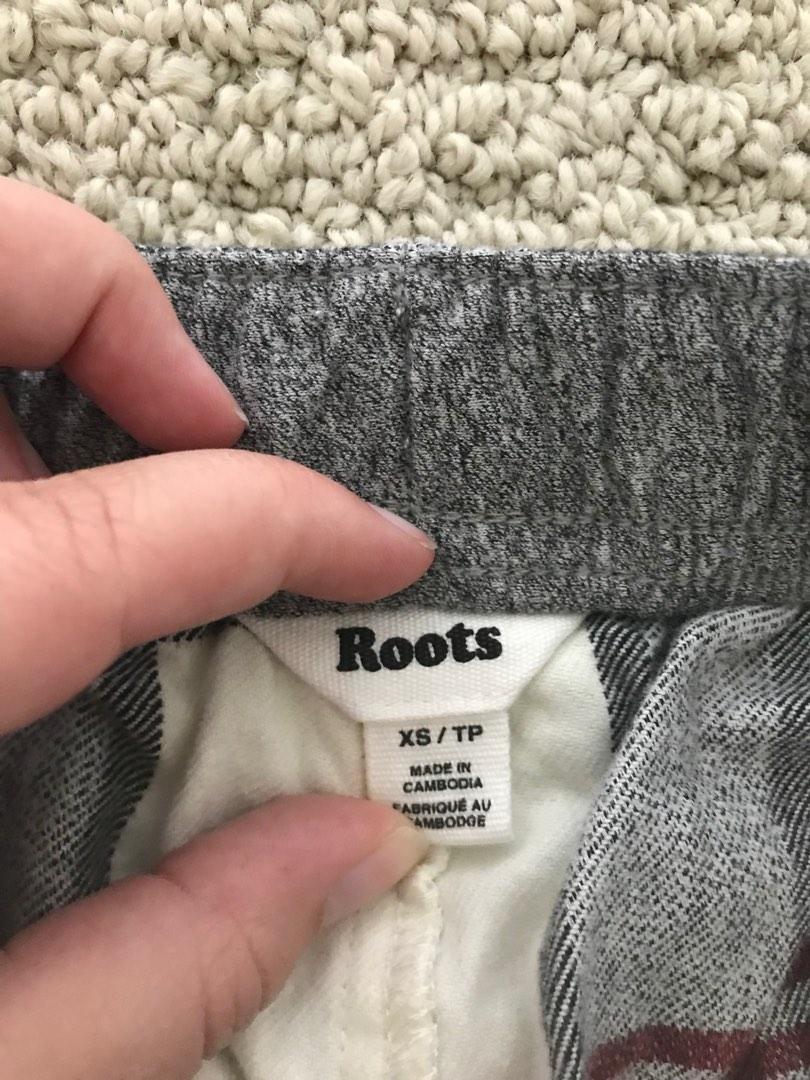 Roots
XS / TP
MADE IN
CAMBODIA
FABRIQUÉ AU
CAMBODGE